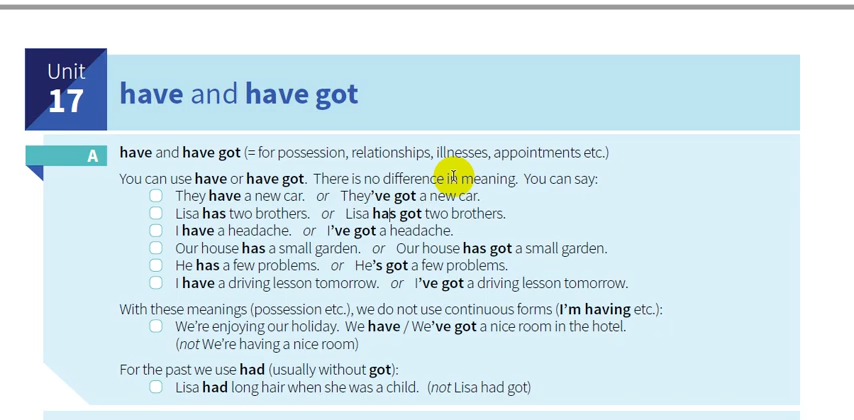 Unit
17
have and have got
A
have and have got (= for possession, relationships, illnesses, appointments etc.)
You can use have or have got. There is no difference in meaning. You can say:
They have a new car. or They've got a new car.
Lisa has two brothers. or Lisa has got two brothers.
I have a headache. or I've got a headache.
Our house has a small garden. or Our house has got a small garden.
He has a few problems. or He's got a few problems.
I have a driving lesson tomorrow. or I've got a driving lesson tomorrow.
With these meanings (possession etc.), we do not use continuous forms (I'm having etc.):
We're enjoying our holiday. We have / We've got a nice room in the hotel.
(not We're having a nice room)
For the past we use had (usually without got):
Lisa had long hair when she was a child. (not Lisa had got)